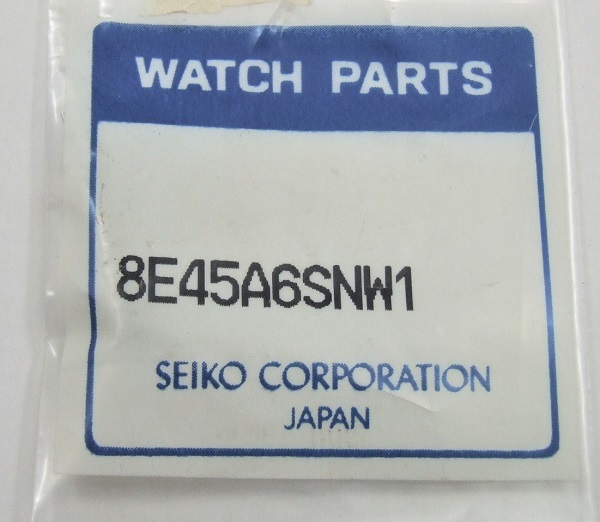 WATCH PARTS
8E45A6SNW1
SEIKO CORPORATION
JAPAN